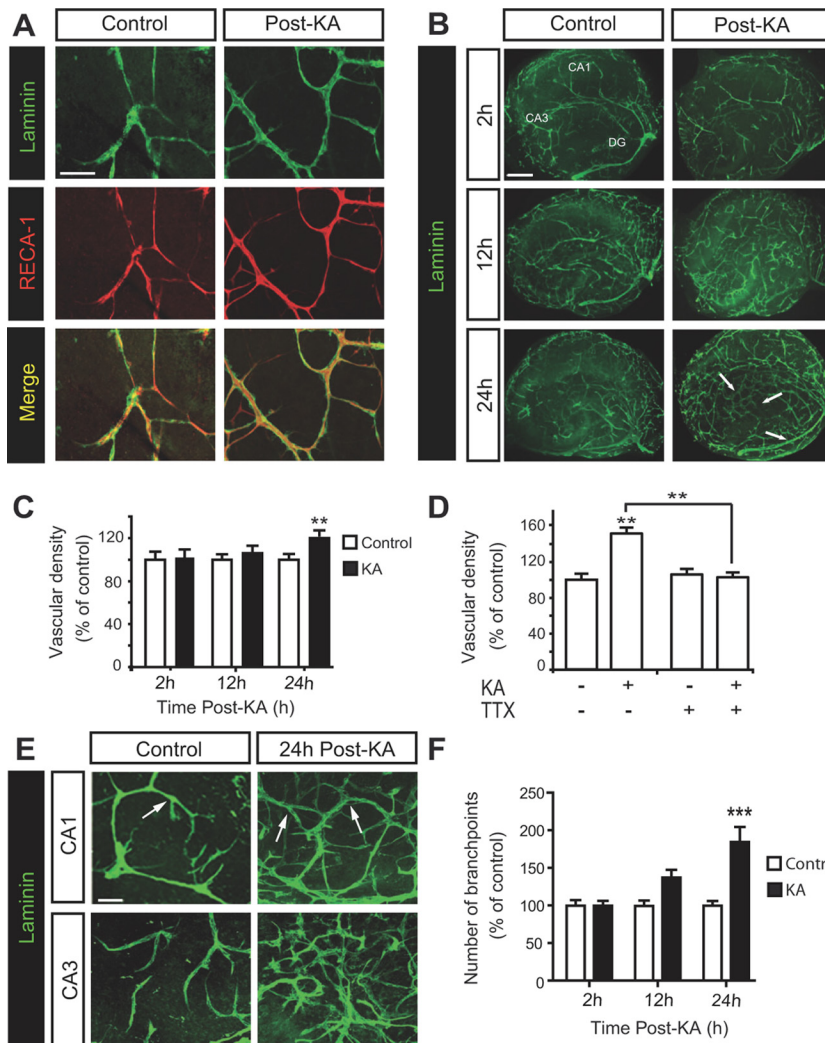 A
Control
Post-KA
Laminin
RECA-1
Merge
B
Control
Post-KA
Laminin
2h
12h
24h
CA1
CA3
DG
C
Vascular density
(% of control)
120
80
40
0
**
Control
KA
2h 12h 24h
Time Post-KA (h)
D
Vascular density
(% of control)
160
120
80
40
0
**
**
KA - + - +
TTX - - + +
E
Control
24h Post-KA
Laminin
CA1
CA3
F
Number of branchpoints
(% of control)
250
200
150
100
50
0
***
Contr
KA
2h 12h 24h
Time Post-KA (h)